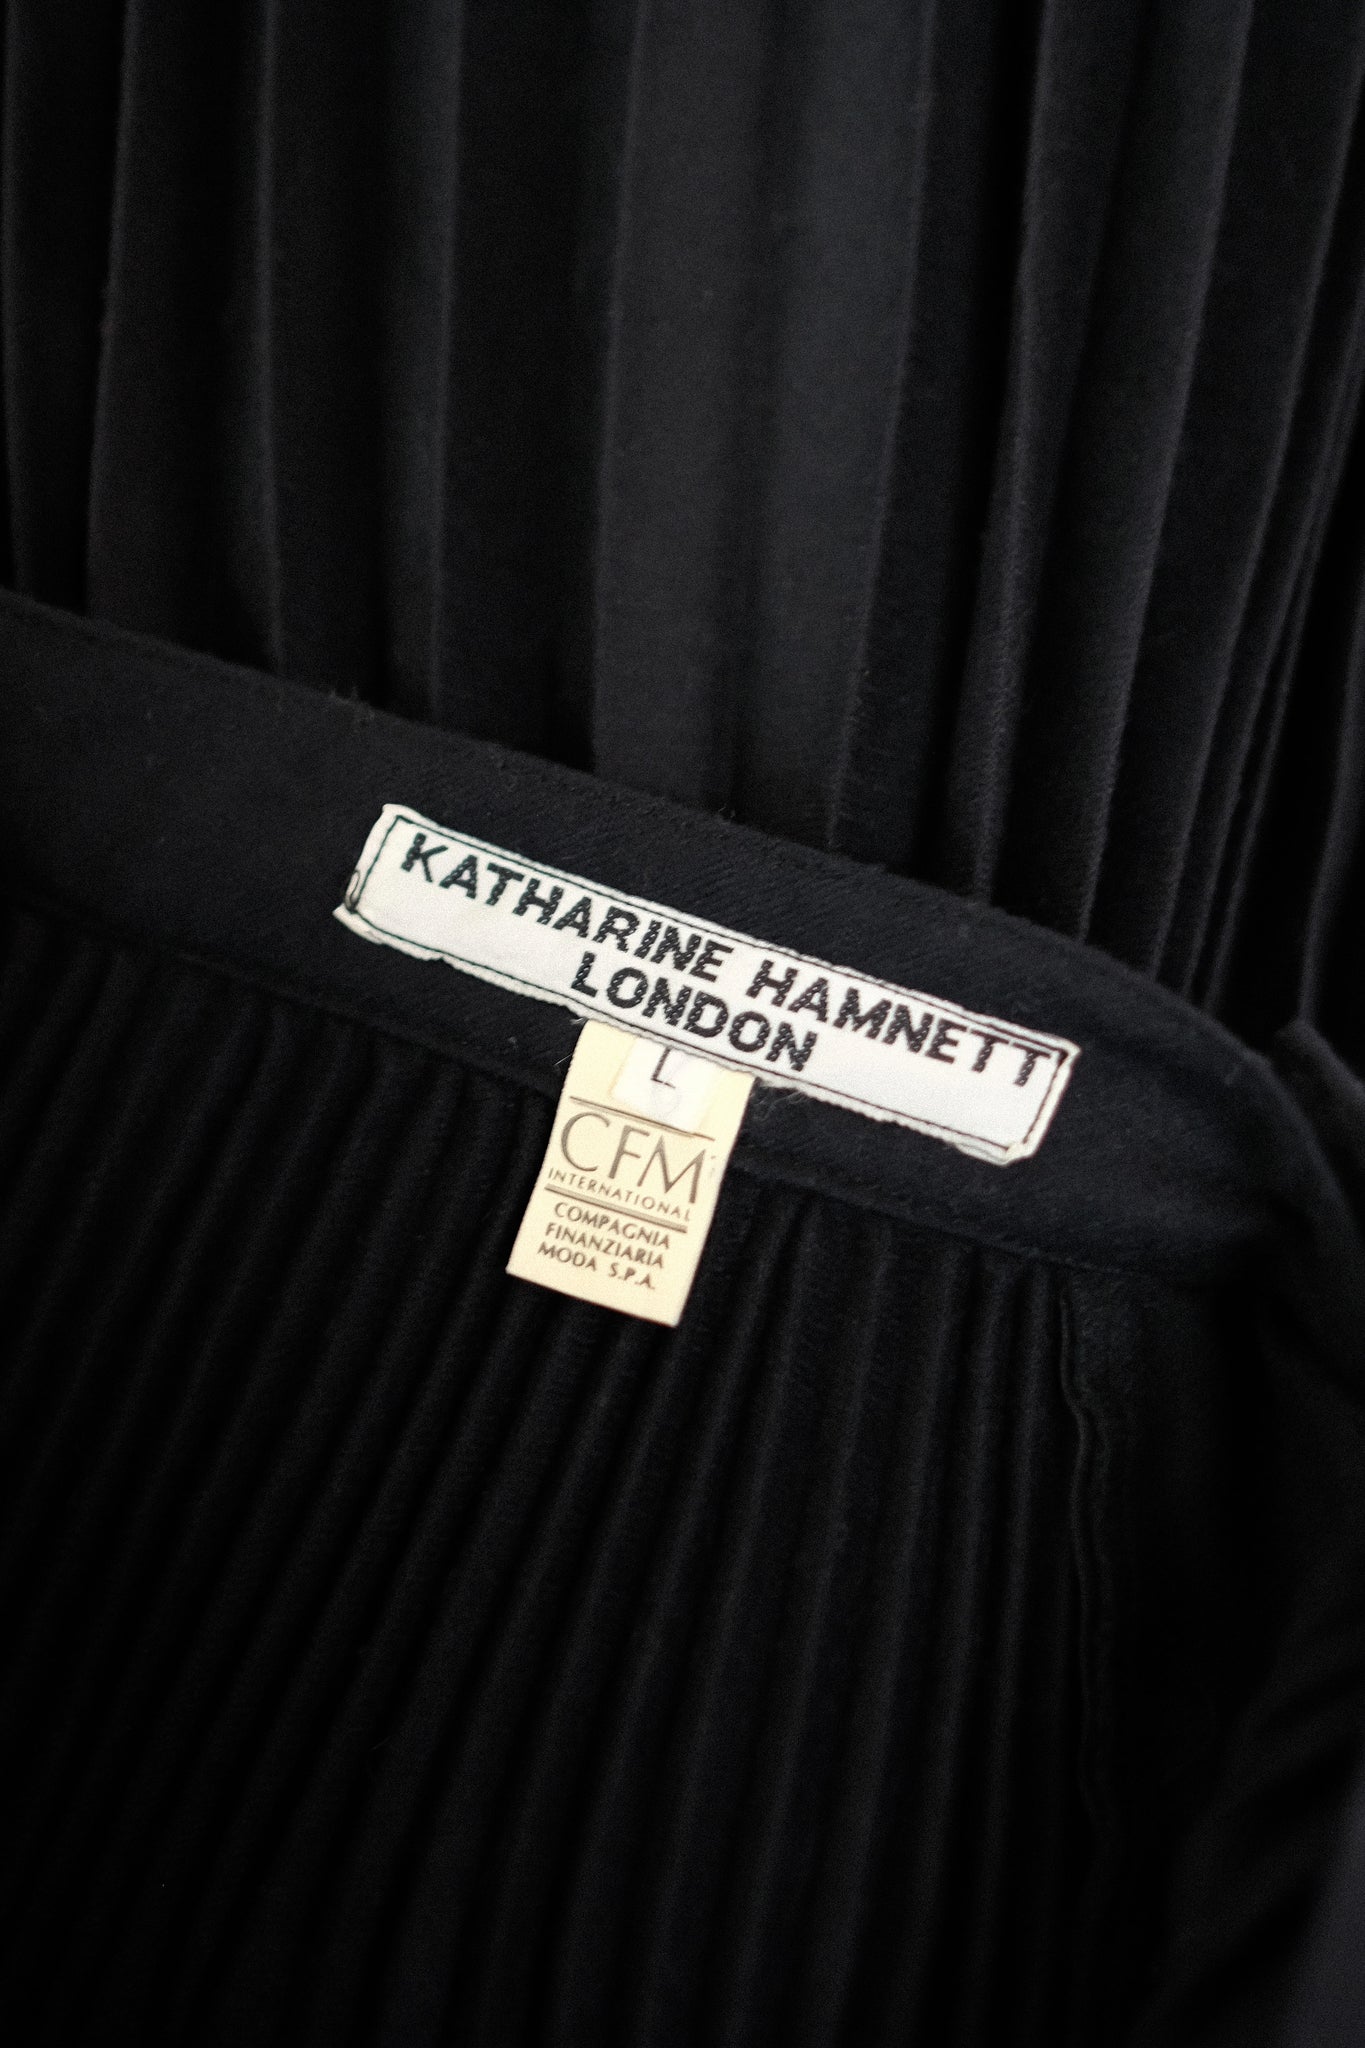 KATHARINE HAMNETT
LONDON
L
CFM
INTERNATIONAL
COMPAGNIA
FINANZIARIA
MODA S.P.A.